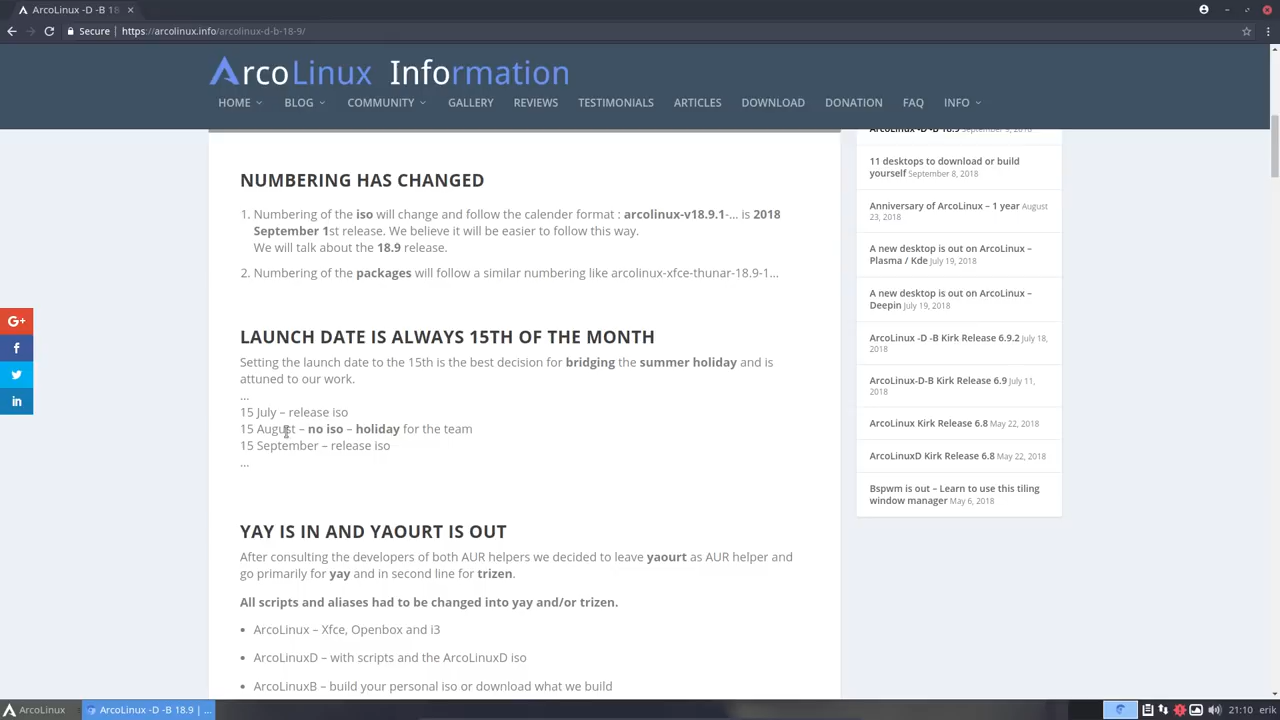 ArcoLinux -D -B 18
Secure | https://arcolinux.info/arcolinux-d-b-18-9/
ArcoLinux Information
HOME BLOG COMMUNITY GALLERY REVIEWS TESTIMONIALS ARTICLES DOWNLOAD DONATION FAQ INFO
NUMBERING HAS CHANGED
1. Numbering of the iso will change and follow the calender format : arcolinux-v18.9.1-... is 2018
September 1st release. We believe it will be easier to follow this way.
We will talk about the 18.9 release.
2. Numbering of the packages will follow a similar numbering like arcolinux-xfce-thunar-18.9-1...
LAUNCH DATE IS ALWAYS 15TH OF THE MONTH
Setting the launch date to the 15th is the best decision for bridging the summer holiday and is
attuned to our work.
...
15 July – release iso
15 August – no iso – holiday for the team
15 September – release iso
...
YAY IS IN AND YAOURT IS OUT
After consulting the developers of both AUR helpers we decided to leave yaourt as AUR helper and
go primarily for yay and in second line for trizen.
All scripts and aliases had to be changed into yay and/or trizen.
• ArcoLinux – Xfce, Openbox and i3
• ArcoLinuxD – with scripts and the ArcoLinuxD iso
• ArcoLinuxB – build your personal iso or download what we build
ArcoLinux -D -B 18.9 September 9, 2018
11 desktops to download or build
yourself September 8, 2018
Anniversary of ArcoLinux – 1 year August
23, 2018
A new desktop is out on ArcoLinux –
Plasma / Kde July 19, 2018
A new desktop is out on ArcoLinux –
Deepin July 19, 2018
ArcoLinux -D -B Kirk Release 6.9.2 July 18,
2018
ArcoLinux-D-B Kirk Release 6.9 July 11,
2018
ArcoLinux Kirk Release 6.8 May 22, 2018
ArcoLinuxD Kirk Release 6.8 May 22, 2018
Bspwm is out – Learn to use this tiling
window manager May 6, 2018
G+
f
in
ArcoLinux
ArcoLinux -D -B 18.9 | ...
21:10 erik